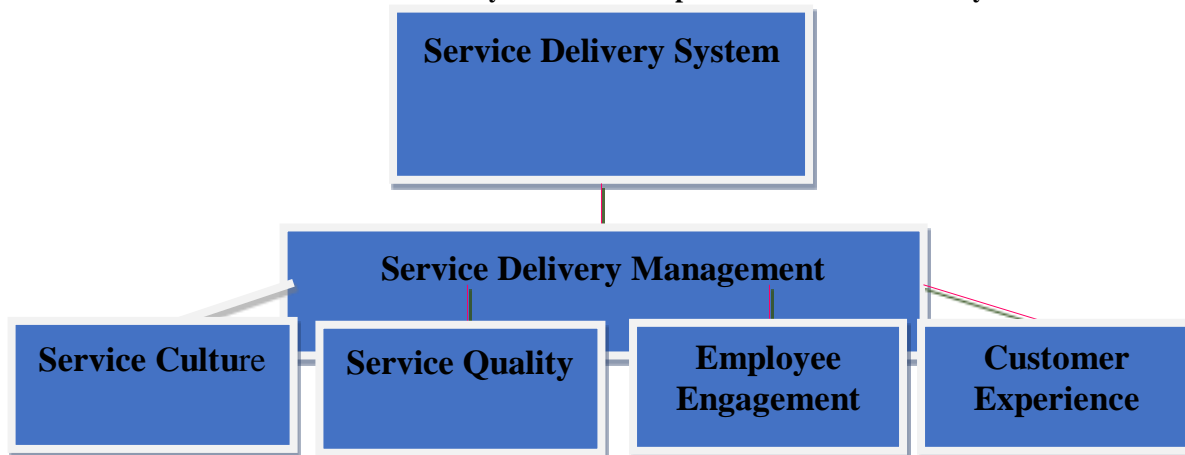 Service Delivery System
Service Delivery Management
Service Culture
Service Quality
Employee
Engagement
Customer
Experience